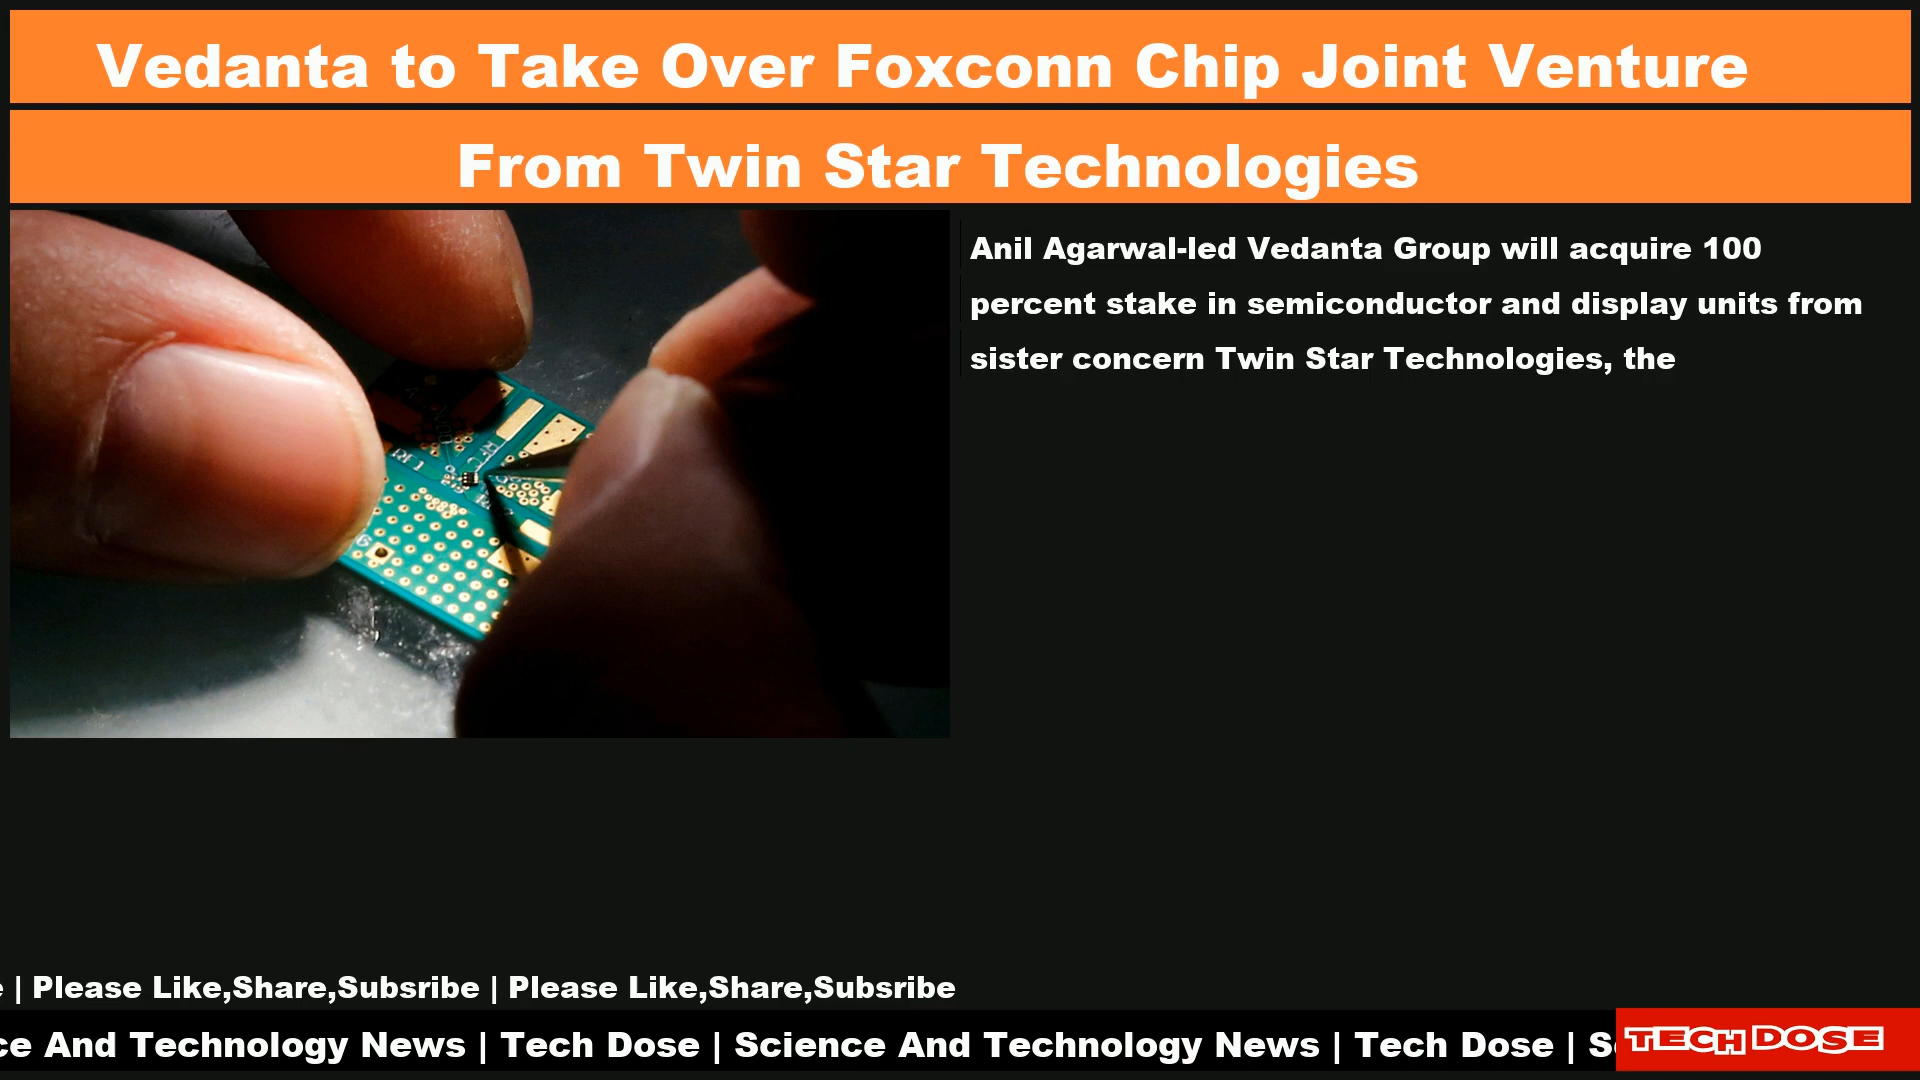 Vedanta to Take Over Foxconn Chip Joint Venture
From Twin Star Technologies
Anil Agarwal-led Vedanta Group will acquire 100
percent stake in semiconductor and display units from
sister concern Twin Star Technologies, the
RF1
| Please Like,Share,Subsribe | Please Like,Share,Subsribe
ce And Technology News | Tech Dose | Science And Technology News | Tech Dose | S
TECH DOSE